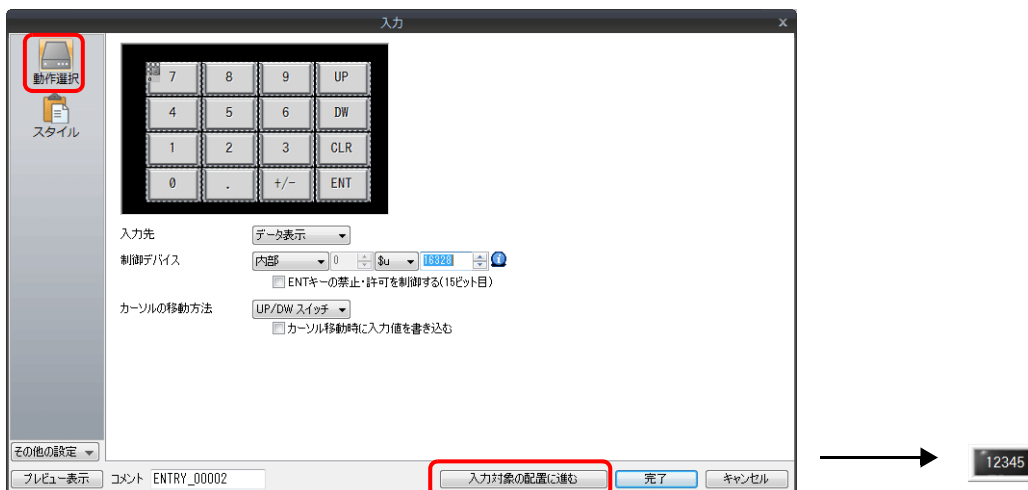 入力
x
動作選択
スタイル
7 8 9 UP
4 5 6 DW
1 2 3 CLR
0 . +/- ENT
入力先 データ表示
制御デバイス 内部 0 $u 16328
ENTキーの禁止・許可を制御する(15ビット目)
カーソルの移動方法 UP/DW スイッチ
カーソル移動時に入力値を書き込む
その他の設定
プレビュー表示 コメント ENTRY_00002 入力対象の配置に進む 完了 キャンセル
12345